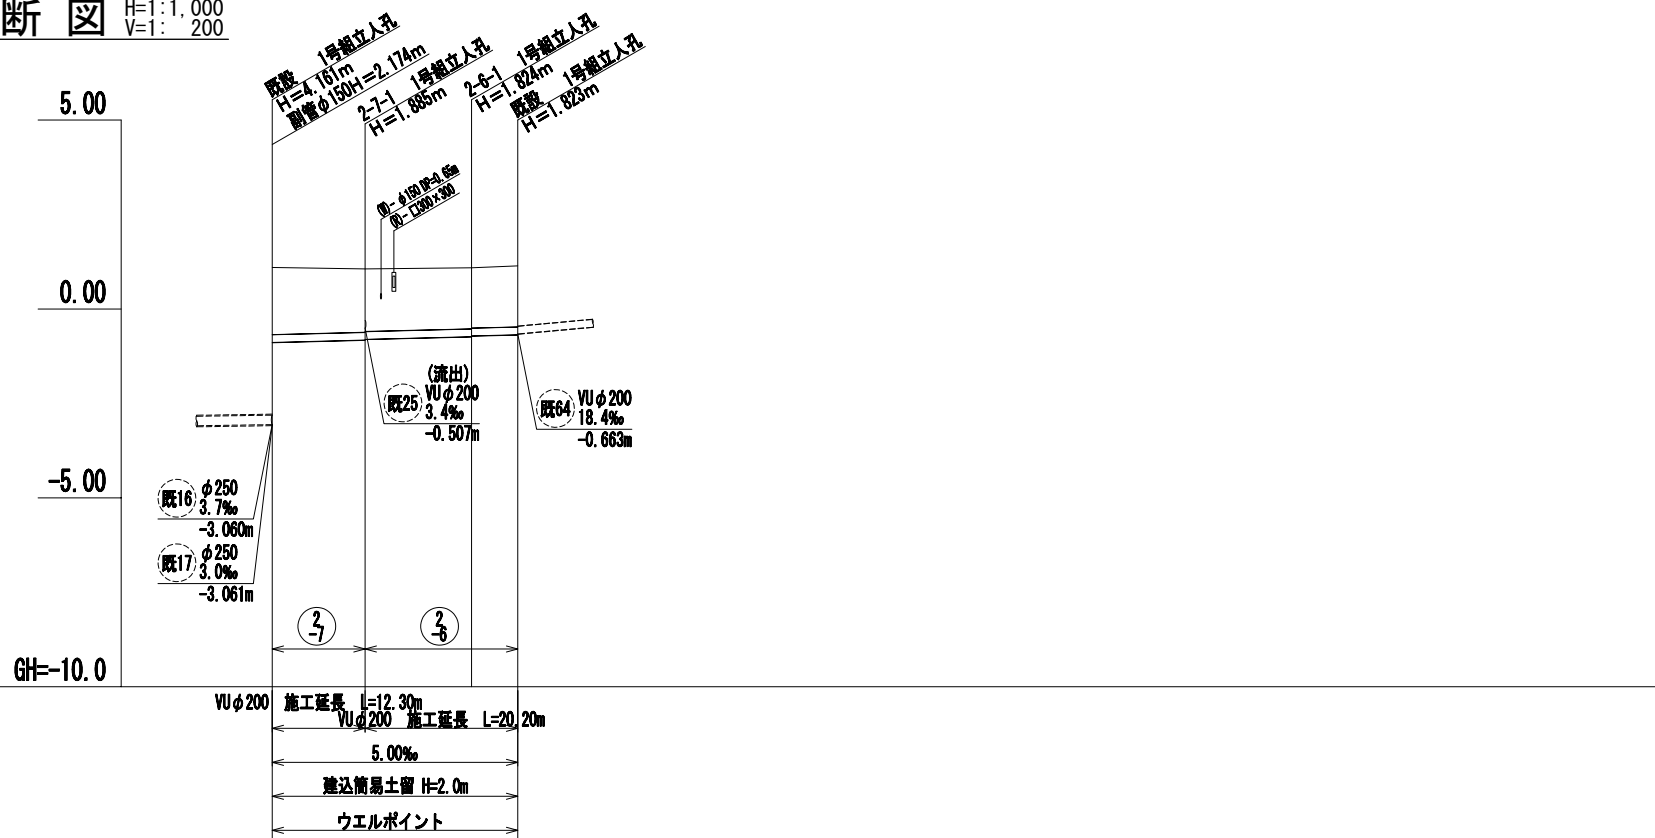 断 図
H=1:1,000
V=1: 200
既設 1号組立人孔
H=4.161m
副管φ150H=2.174m
2-7-1 1号組立人孔
H=1.885m
2-6-1 1号組立人孔
H=1.824m
既設 1号組立人孔
H=1.823m
5.00
(W)- φ150 DP=0.65m
(R)- □300×300
0.00
(流出)
既25 VUφ200
3.4‰
-0.507m
既64 VUφ200
18.4‰
-0.663m
-5.00
既16 φ250
3.7‰
-3.060m
既17 φ250
3.0‰
-3.061m
2
-7
2
-6
GH=-10.0
VUφ200 施工延長 L=12.30m
VUφ200 施工延長 L=20.20m
5.00‰
建込簡易土留 H=2.0m
ウエルポイント